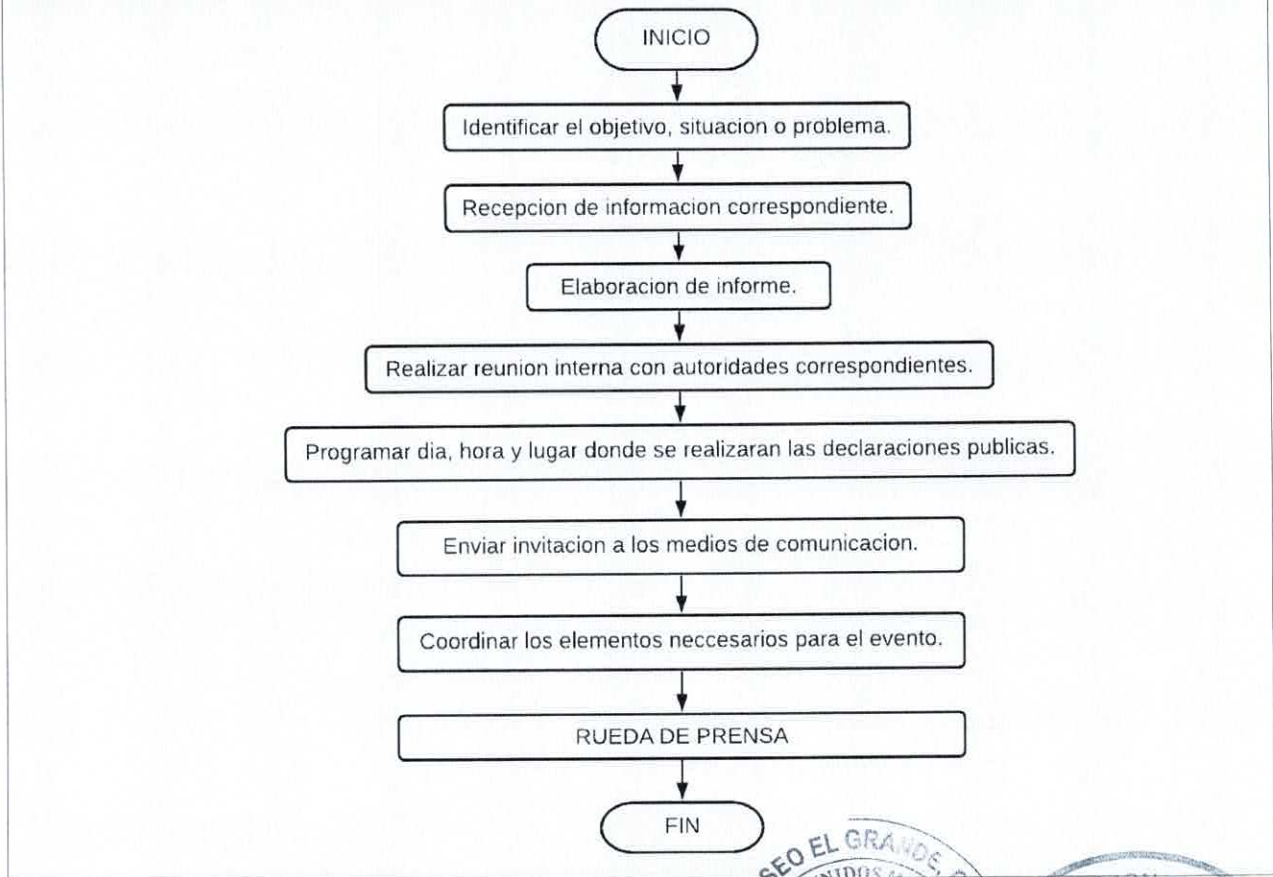 INICIO
Identificar el objetivo, situacion o problema.
Recepcion de informacion correspondiente.
Elaboracion de informe.
Realizar reunion interna con autoridades correspondientes.
Programar dia, hora y lugar donde se realizaran las declaraciones publicas.
Enviar invitacion a los medios de comunicacion.
Coordinar los elementos neccesarios para el evento.
RUEDA DE PRENSA
FIN
EL GRANDE,